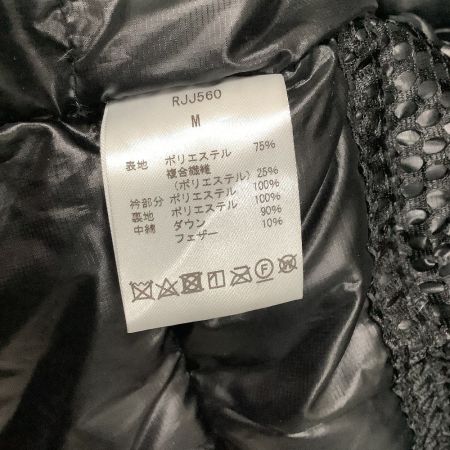 RJJ560
M
表地 ポリエステル 75%
複合繊維
(ポリエステル) 25%
衿部分 ポリエステル 100%
裏地 ポリエステル 100%
中綿 ダウン 90%
フェザー 10%